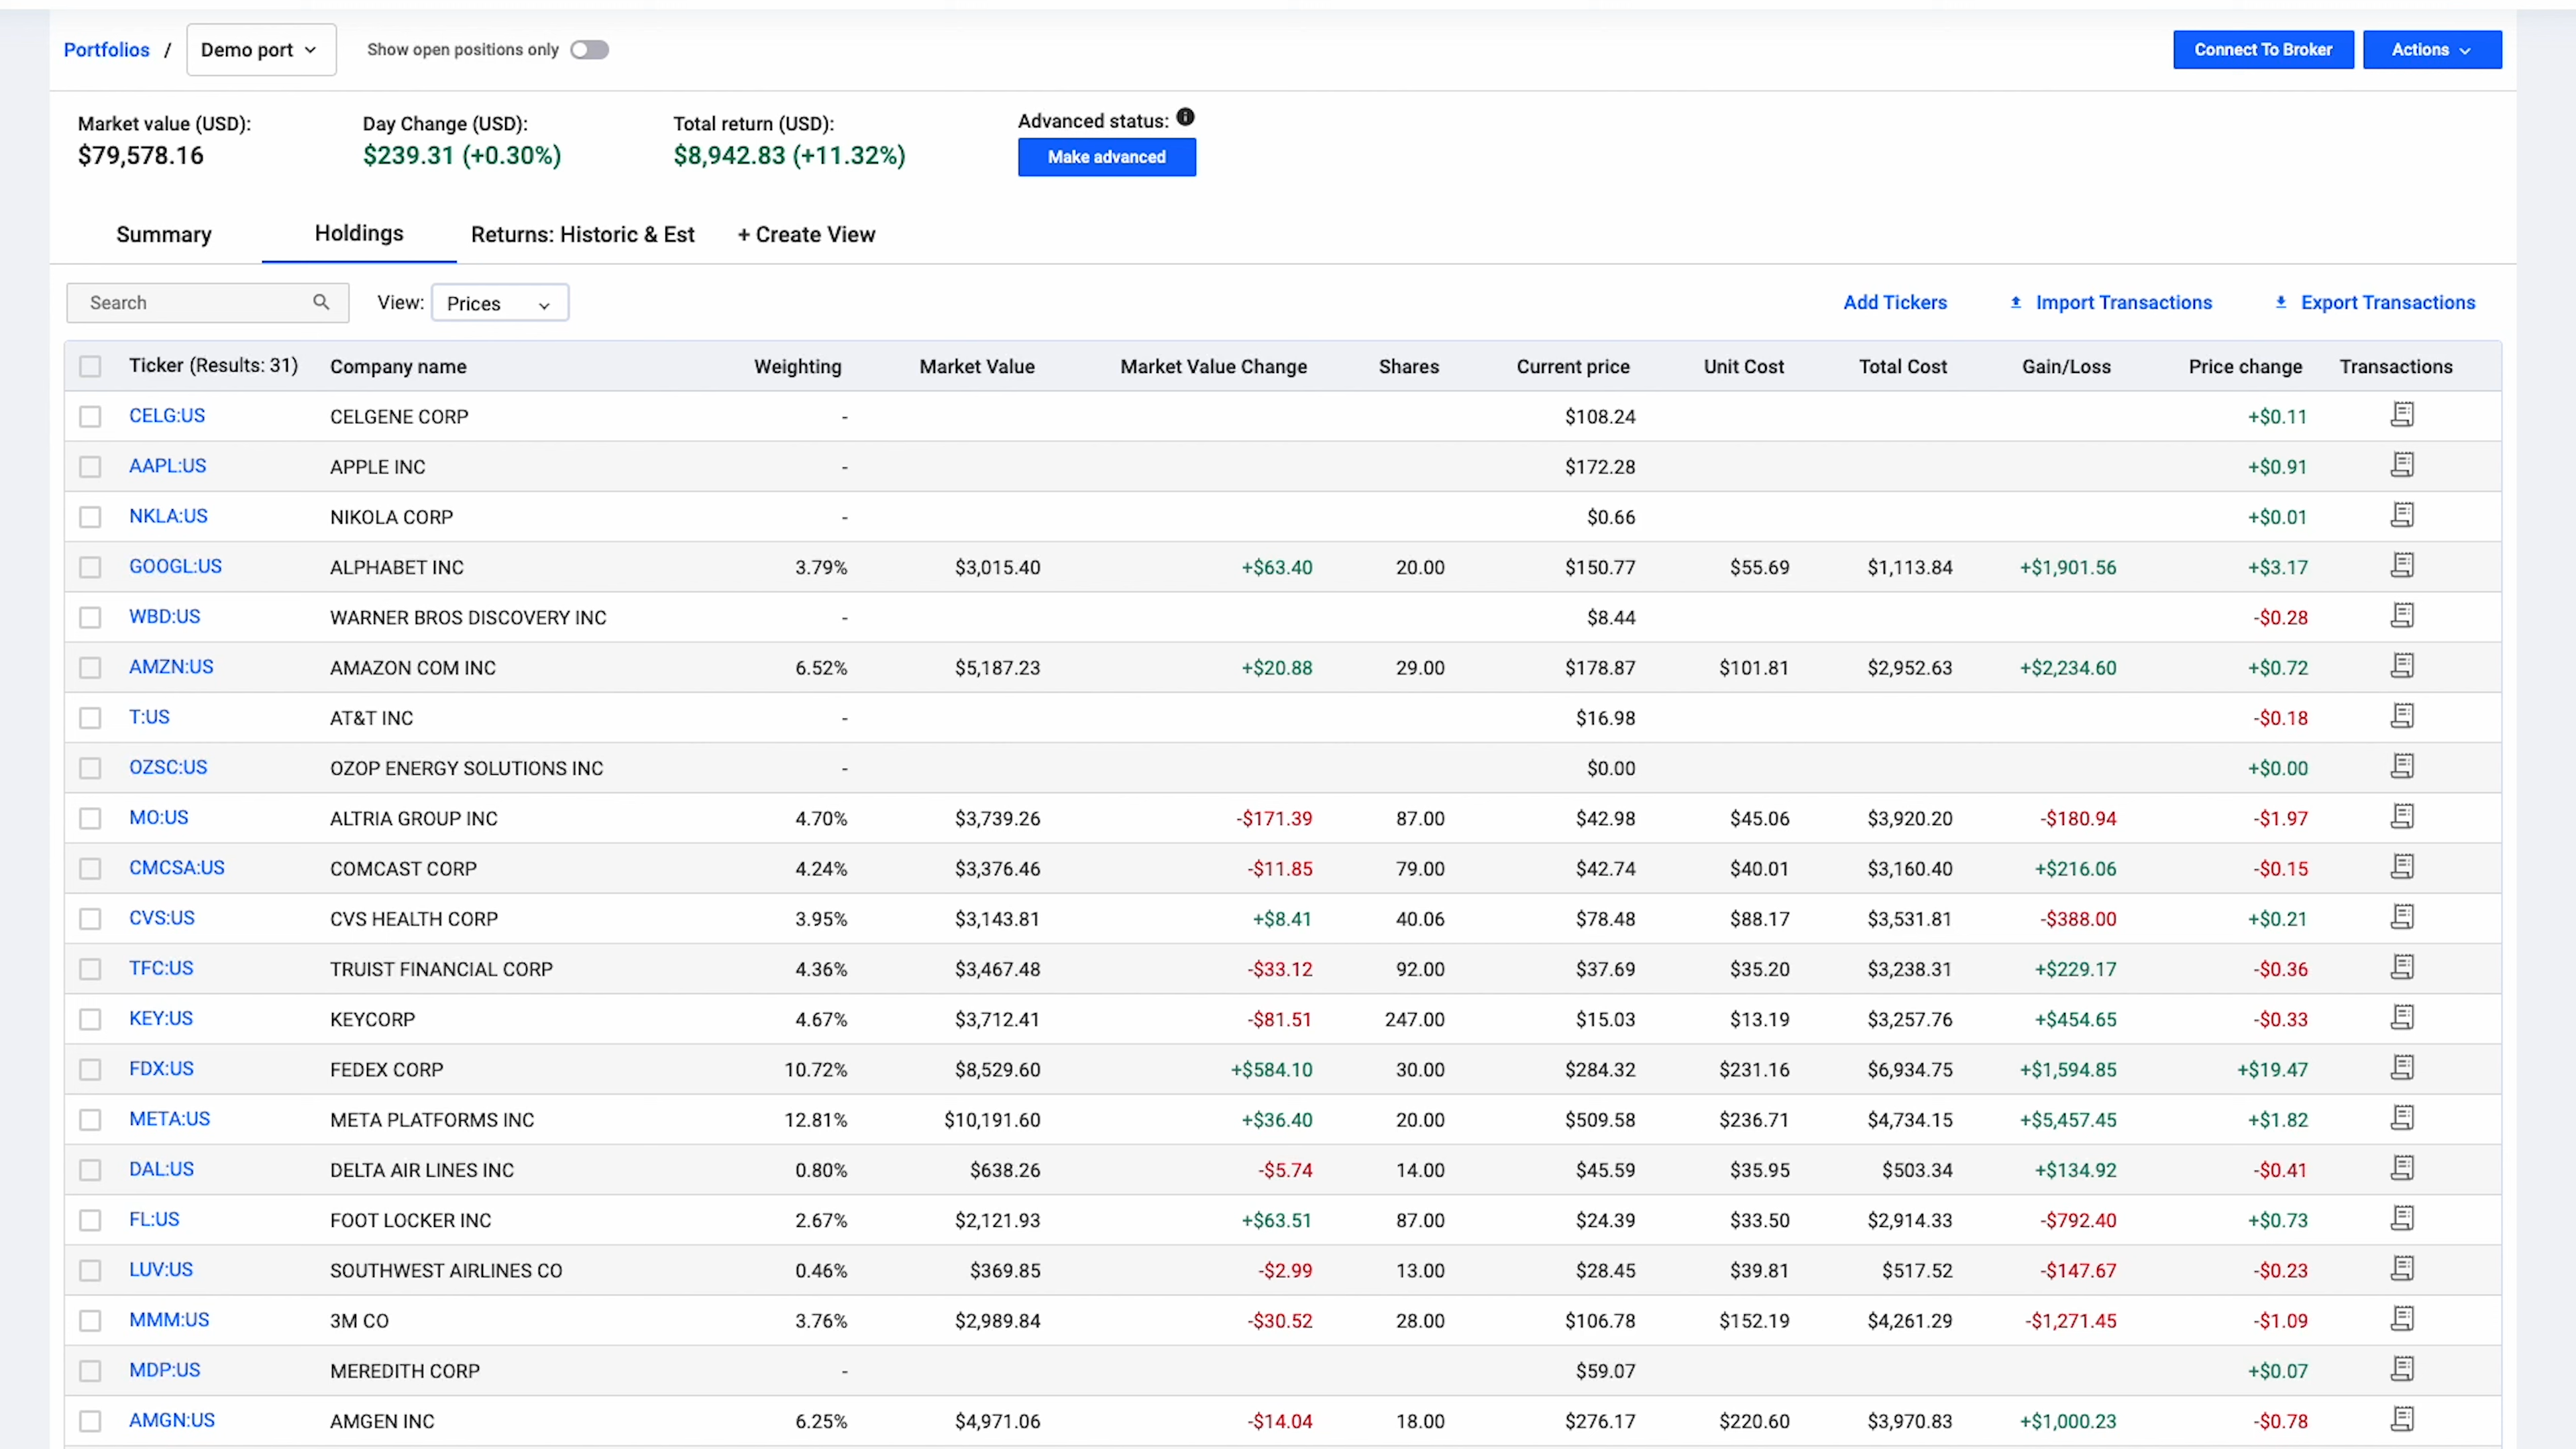 Portfolios / Demo port Show open positions only Connect To Broker Actions
Market value (USD): Day Change (USD): Total return (USD): Advanced status:
$79,578.16 $239.31 (+0.30%) $8,942.83 (+11.32%) Make advanced
Summary Holdings Returns: Historic & Est + Create View
Search View: Prices Add Tickers Import Transactions Export Transactions
Ticker (Results: 31) Company name Weighting Market Value Market Value Change Shares Current price Unit Cost Total Cost Gain/Loss Price change Transactions
CELG:US CELGENE CORP - $108.24 +$0.11
AAPL:US APPLE INC - $172.28 +$0.91
NKLA:US NIKOLA CORP - $0.66 +$0.01
GOOGL:US ALPHABET INC 3.79% $3,015.40 +$63.40 20.00 $150.77 $55.69 $1,113.84 +$1,901.56 +$3.17
WBD:US WARNER BROS DISCOVERY INC - $8.44 -$0.28
AMZN:US AMAZON COM INC 6.52% $5,187.23 +$20.88 29.00 $178.87 $101.81 $2,952.63 +$2,234.60 +$0.72
T:US AT&T INC - $16.98 -$0.18
OZSC:US OZOP ENERGY SOLUTIONS INC - $0.00 +$0.00
MO:US ALTRIA GROUP INC 4.70% $3,739.26 -$171.39 87.00 $42.98 $45.06 $3,920.20 -$180.94 -$1.97
CMCSA:US COMCAST CORP 4.24% $3,376.46 -$11.85 79.00 $42.74 $40.01 $3,160.40 +$216.06 -$0.15
CVS:US CVS HEALTH CORP 3.95% $3,143.81 +$8.41 40.06 $78.48 $88.17 $3,531.81 -$388.00 +$0.21
TFC:US TRUIST FINANCIAL CORP 4.36% $3,467.48 -$33.12 92.00 $37.69 $35.20 $3,238.31 +$229.17 -$0.36
KEY:US KEYCORP 4.67% $3,712.41 -$81.51 247.00 $15.03 $13.19 $3,257.76 +$454.65 -$0.33
FDX:US FEDEX CORP 10.72% $8,529.60 +$584.10 30.00 $284.32 $231.16 $6,934.75 +$1,594.85 +$19.47
META:US META PLATFORMS INC 12.81% $10,191.60 +$36.40 20.00 $509.58 $236.71 $4,734.15 +$5,457.45 +$1.82
DAL:US DELTA AIR LINES INC 0.80% $638.26 -$5.74 14.00 $45.59 $35.95 $503.34 +$134.92 -$0.41
FL:US FOOT LOCKER INC 2.67% $2,121.93 +$63.51 87.00 $24.39 $33.50 $2,914.33 -$792.40 +$0.73
LUV:US SOUTHWEST AIRLINES CO 0.46% $369.85 -$2.99 13.00 $28.45 $39.81 $517.52 -$147.67 -$0.23
MMM:US 3M CO 3.76% $2,989.84 -$30.52 28.00 $106.78 $152.19 $4,261.29 -$1,271.45 -$1.09
MDP:US MEREDITH CORP - $59.07 +$0.07
AMGN:US AMGEN INC 6.25% $4,971.06 -$14.04 18.00 $276.17 $220.60 $3,970.83 +$1,000.23 -$0.78